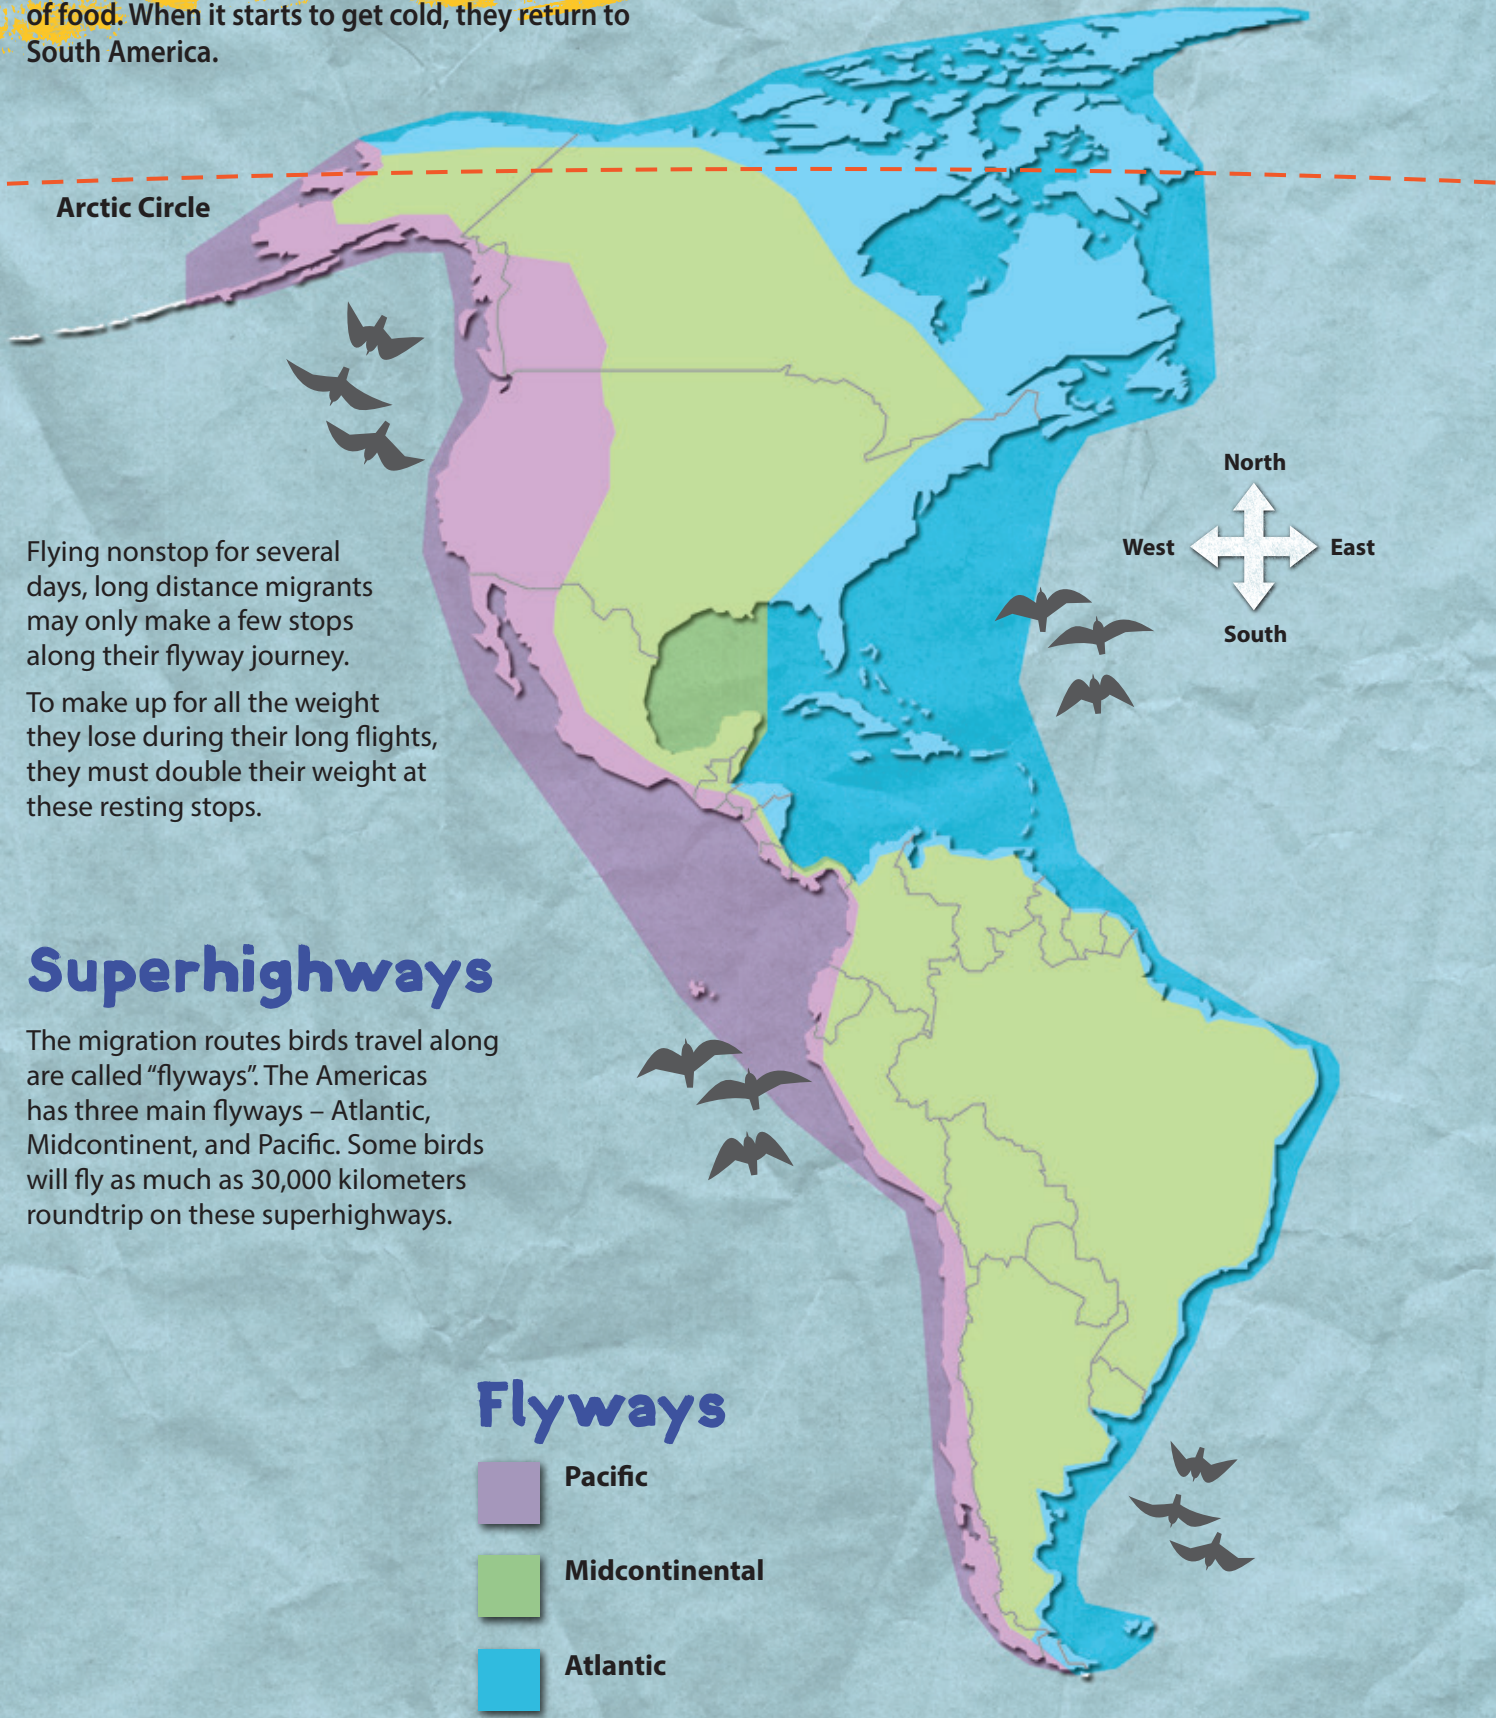 of food. When it starts to get cold, they return to
South America.
Arctic Circle
North
West
East
South
Flying nonstop for several
days, long distance migrants
may only make a few stops
along their flyway journey.
To make up for all the weight
they lose during their long flights,
they must double their weight at
these resting stops.
Superhighways
The migration routes birds travel along
are called “flyways”. The Americas
has three main flyways – Atlantic,
Midcontinent, and Pacific. Some birds
will fly as much as 30,000 kilometers
roundtrip on these superhighways.
Flyways
Pacific
Midcontinental
Atlantic